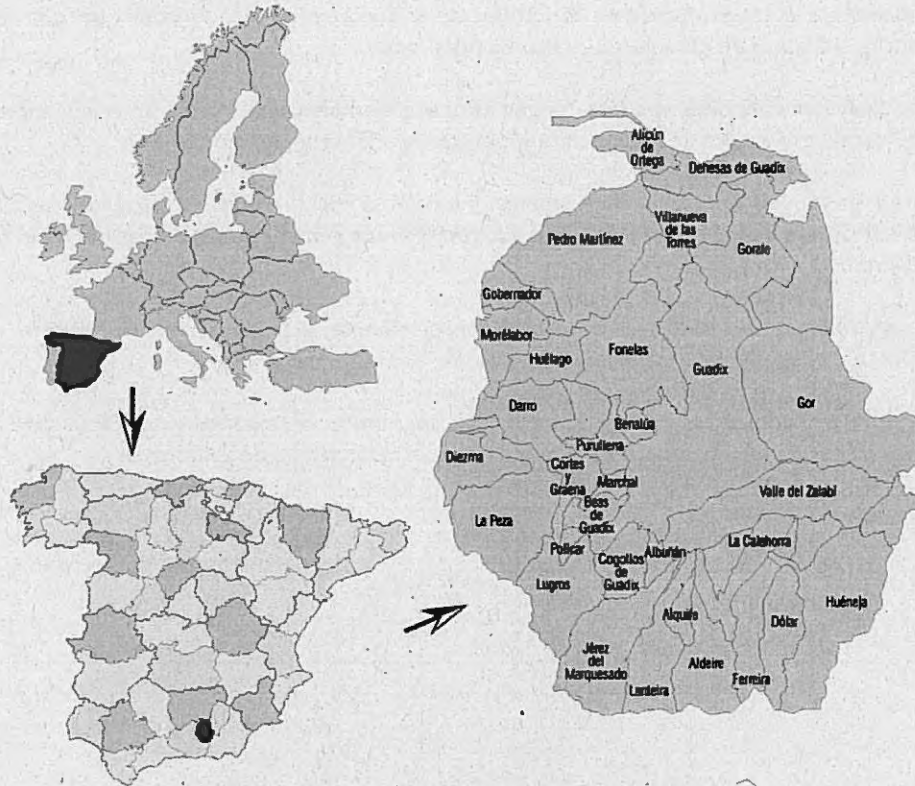 Alicún
de
Ortega
Dehesas de Guadix
Villanueva
de las
Torres
Pedro Martínez
Gorafe
Gobernador
Morelábor
Huélago
Fonelas
Guadix
Gor
Darro
Benalúa
Purullena
Diezma
Cortes
y
Graena
Marchal
Valle del Zalabí
Beas
de
Guadix
La Peza
Policar
Albuñán
La Calahorra
Cogollos
de
Guadix
Lugros
Huéneja
Alquife
Dólar
Jérez
del
Marquesado
Aldeire
Ferreira
Lanteira